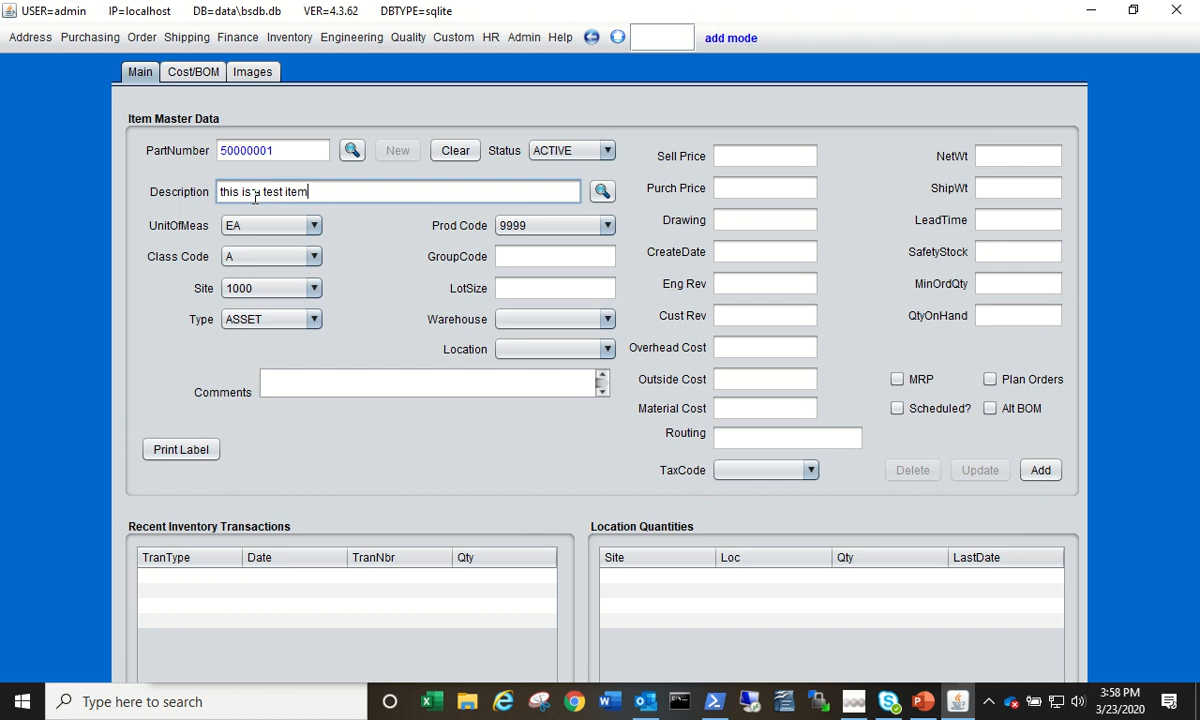 USER=admin IP=localhost DB=data\bsdb.db VER=4.3.62 DBTYPE=sqlite
Address Purchasing Order Shipping Finance Inventory Engineering Quality Custom HR Admin Help add mode
Main Cost/BOM Images
Item Master Data
PartNumber 50000001 New Clear Status ACTIVE
Description this is a test item
UnitOfMeas EA Prod Code 9999
Class Code A GroupCode
Site 1000 LotSize
Type ASSET Warehouse
Location
Comments
Print Label
Sell Price NetWt
Purch Price ShipWt
Drawing LeadTime
CreateDate SafetyStock
Eng Rev MinOrdQty
Cust Rev QtyOnHand
Overhead Cost
Outside Cost MRP Plan Orders
Material Cost Scheduled? Alt BOM
Routing
TaxCode Delete Update Add
Recent Inventory Transactions Location Quantities
TranType Date TranNbr Qty Site Loc Qty LastDate
Type here to search
3:58 PM
3/23/2020